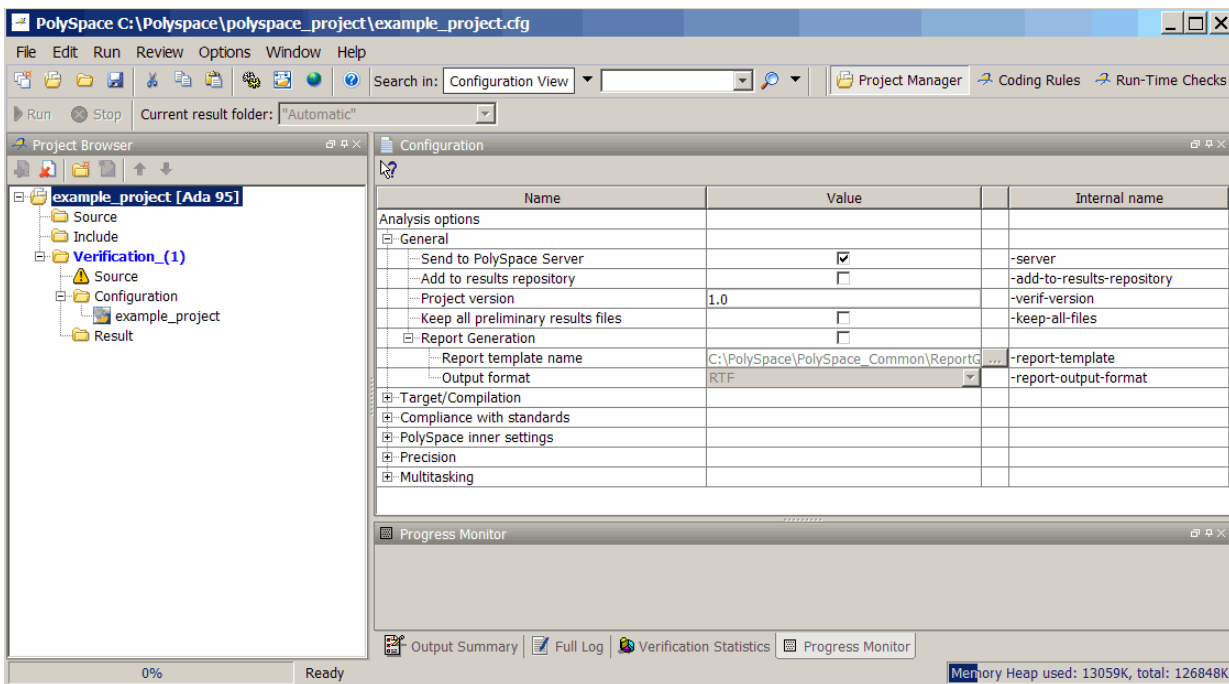 PolySpace C:\Polyspace\polyspace_project\example_project.cfg
File Edit Run Review Options Window Help
Search in: Configuration View Project Manager Coding Rules Run-Time Checks
Run Stop Current result folder: "Automatic"
Project Browser
example_project [Ada 95]
Source
Include
Verification_(1)
Source
Configuration
example_project
Result
Configuration
Name Value Internal name
Analysis options
General
Send to PolySpace Server -server
Add to results repository -add-to-results-repository
Project version 1.0 -verif-version
Keep all preliminary results files -keep-all-files
Report Generation
Report template name C:\PolySpace\PolySpace_Common\ReportG ... -report-template
Output format RTF -report-output-format
Target/Compilation
Compliance with standards
PolySpace inner settings
Precision
Multitasking
Progress Monitor
Output Summary Full Log Verification Statistics Progress Monitor
0% Ready Memory Heap used: 13059K, total: 126848K